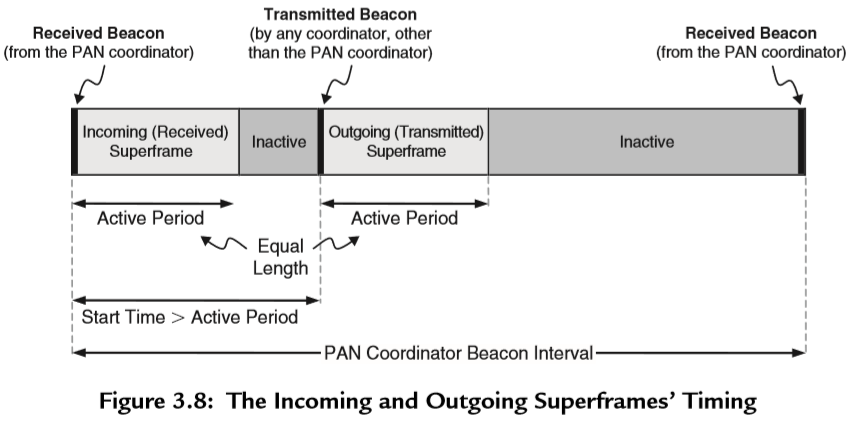 Received Beacon
(from the PAN coordinator)
Transmitted Beacon
(by any coordinator, other
than the PAN coordinator)
Received Beacon
(from the PAN coordinator)
Incoming (Received)
Superframe
Inactive
Outgoing (Transmitted)
Superframe
Inactive
Active Period
Active Period
Equal
Length
Start Time > Active Period
PAN Coordinator Beacon Interval
Figure 3.8: The Incoming and Outgoing Superframes’ Timing